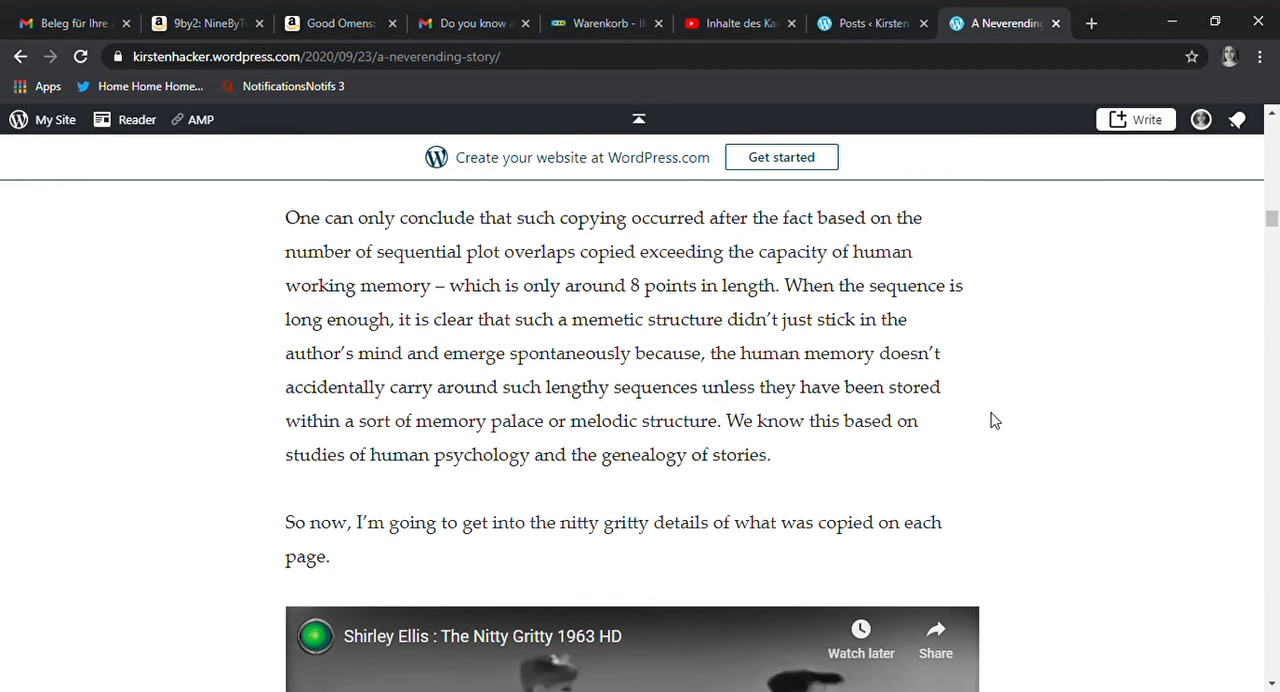 Beleg für Ihre
9by2: NineByTw
Good Omens:
Do you know a
Warenkorb - I
Inhalte des Ka
Posts ‹ Kirsten
A Neverending
kirstenhacker.wordpress.com/2020/09/23/a-neverending-story/
Apps
Home Home Home...
NotificationsNotifs 3
My Site
Reader
AMP
Write
Create your website at WordPress.com
Get started
One can only conclude that such copying occurred after the fact based on the
number of sequential plot overlaps copied exceeding the capacity of human
working memory – which is only around 8 points in length. When the sequence is
long enough, it is clear that such a memetic structure didn't just stick in the
author's mind and emerge spontaneously because, the human memory doesn't
accidentally carry around such lengthy sequences unless they have been stored
within a sort of memory palace or melodic structure. We know this based on
studies of human psychology and the genealogy of stories.
So now, I'm going to get into the nitty gritty details of what was copied on each
page.
Shirley Ellis : The Nitty Gritty 1963 HD
Watch later
Share